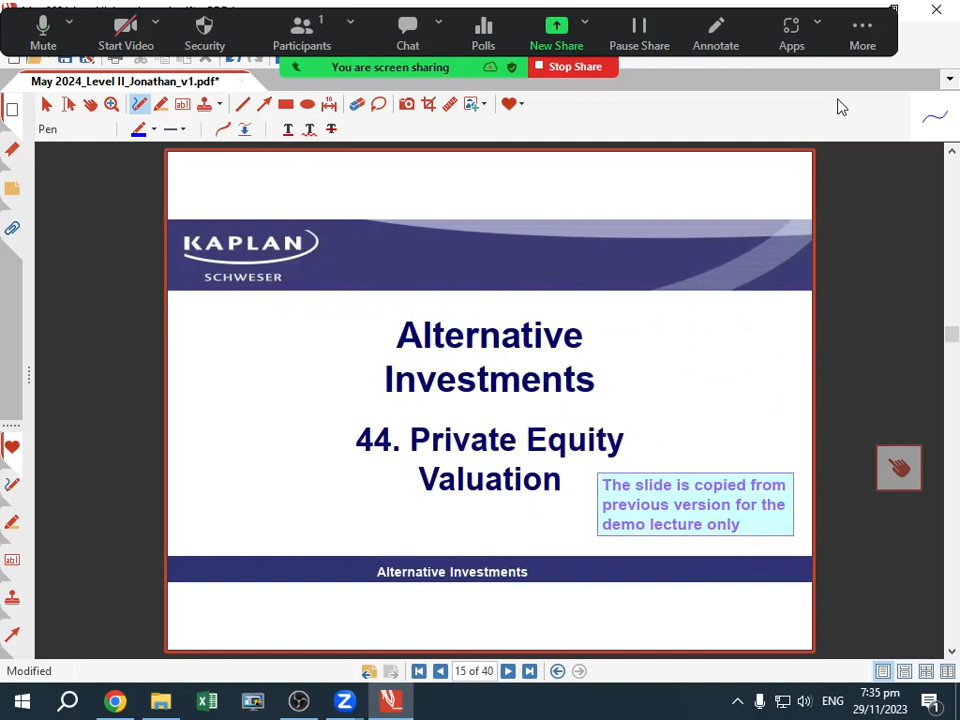 Mute
Start Video
Security
Participants
1
Chat
Polls
New Share
Pause Share
Annotate
Apps
More
You are screen sharing
Stop Share
May 2024_Level II_Jonathan_v1.pdf*
Pen
KAPLAN
SCHWESER
Alternative
Investments
44. Private Equity
Valuation
The slide is copied from
previous version for the
demo lecture only
Alternative Investments
Modified
15 of 40
ENG
7:35 pm
29/11/2023
1